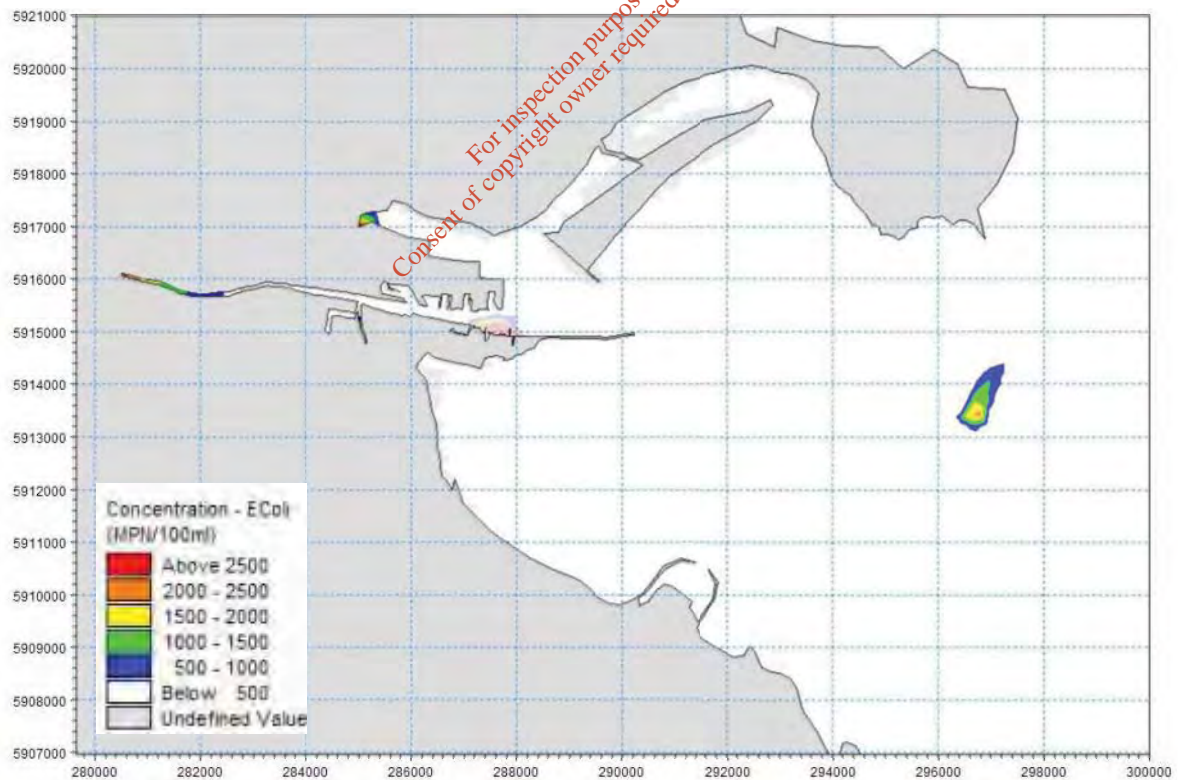 5921000
5920000
5919000
5918000
5917000
5916000
5915000
5914000
5913000
5912000
5911000
5910000
5909000
5908000
5907000
For inspection purpos
Consent of copyright owner required
Concentration - EColi
(MPN/100ml)
Above 2500
2000 - 2500
1500 - 2000
1000 - 1500
500 - 1000
Below 500
Undefined Value
280000 282000 284000 286000 288000 290000 292000 294000 296000 298000 300000